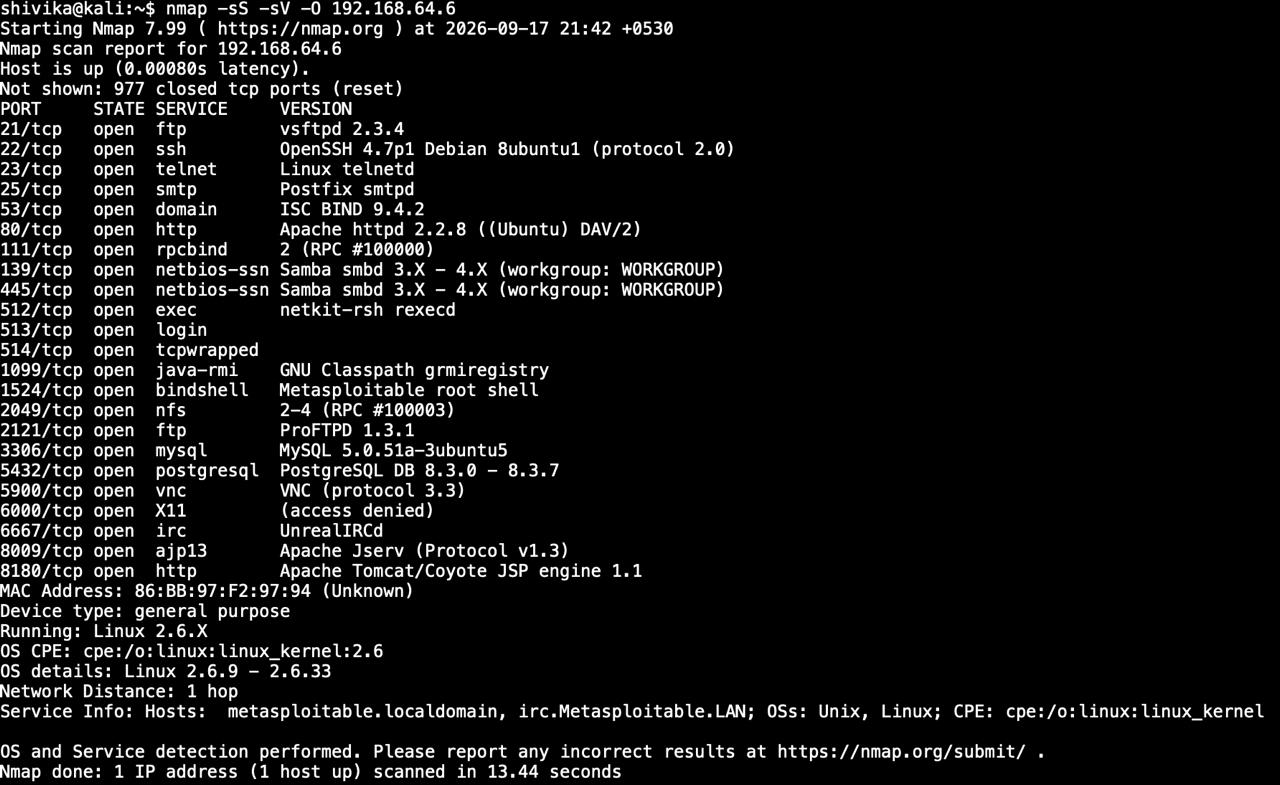 shivika@kali:~$ nmap -sS -sV -O 192.168.64.6
Starting Nmap 7.99 ( https://nmap.org ) at 2026-09-17 21:42 +0530
Nmap scan report for 192.168.64.6
Host is up (0.00080s latency).
Not shown: 977 closed tcp ports (reset)
PORT     STATE SERVICE     VERSION
21/tcp   open  ftp         vsftpd 2.3.4
22/tcp   open  ssh         OpenSSH 4.7p1 Debian 8ubuntu1 (protocol 2.0)
23/tcp   open  telnet      Linux telnetd
25/tcp   open  smtp        Postfix smtpd
53/tcp   open  domain      ISC BIND 9.4.2
80/tcp   open  http        Apache httpd 2.2.8 ((Ubuntu) DAV/2)
111/tcp  open  rpcbind     2 (RPC #100000)
139/tcp  open  netbios-ssn Samba smbd 3.X - 4.X (workgroup: WORKGROUP)
445/tcp  open  netbios-ssn Samba smbd 3.X - 4.X (workgroup: WORKGROUP)
512/tcp  open  exec        netkit-rsh rexecd
513/tcp  open  login
514/tcp  open  tcpwrapped
1099/tcp open  java-rmi    GNU Classpath grmiregistry
1524/tcp open  bindshell   Metasploitable root shell
2049/tcp open  nfs         2-4 (RPC #100003)
2121/tcp open  ftp         ProFTPD 1.3.1
3306/tcp open  mysql       MySQL 5.0.51a-3ubuntu5
5432/tcp open  postgresql  PostgreSQL DB 8.3.0 - 8.3.7
5900/tcp open  vnc         VNC (protocol 3.3)
6000/tcp open  X11         (access denied)
6667/tcp open  irc         UnrealIRCd
8009/tcp open  ajp13       Apache Jserv (Protocol v1.3)
8180/tcp open  http        Apache Tomcat/Coyote JSP engine 1.1
MAC Address: 86:BB:97:F2:97:94 (Unknown)
Device type: general purpose
Running: Linux 2.6.X
OS CPE: cpe:/o:linux:linux_kernel:2.6
OS details: Linux 2.6.9 - 2.6.33
Network Distance: 1 hop
Service Info: Hosts:  metasploitable.localdomain, irc.Metasploitable.LAN; OSs: Unix, Linux; CPE: cpe:/o:linux:linux_kernel
OS and Service detection performed. Please report any incorrect results at https://nmap.org/submit/ .
Nmap done: 1 IP address (1 host up) scanned in 13.44 seconds